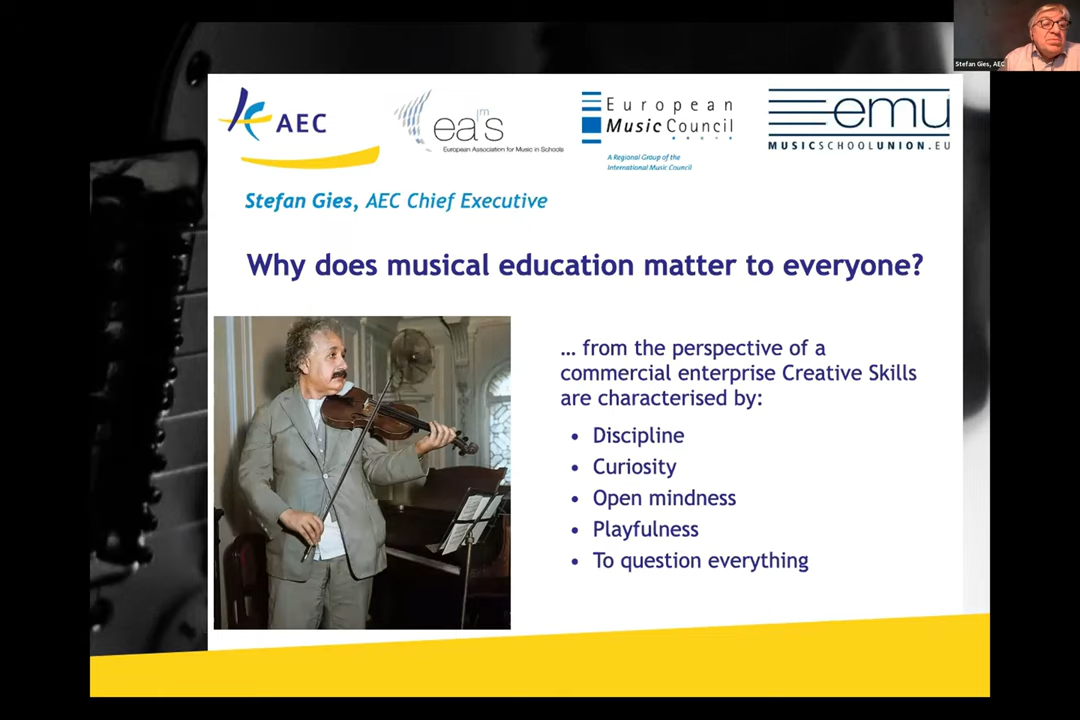 Stefan Gies, AEC
AEC
eas
|m
European Association for Music in Schools
European
Music Council
A Regional Group of the
International Music Council
emu
MUSICSCHOOLUNION.EU
Stefan Gies, AEC Chief Executive
Why does musical education matter to everyone?
... from the perspective of a
commercial enterprise Creative Skills
are characterised by:
• Discipline
• Curiosity
• Open mindness
• Playfulness
• To question everything